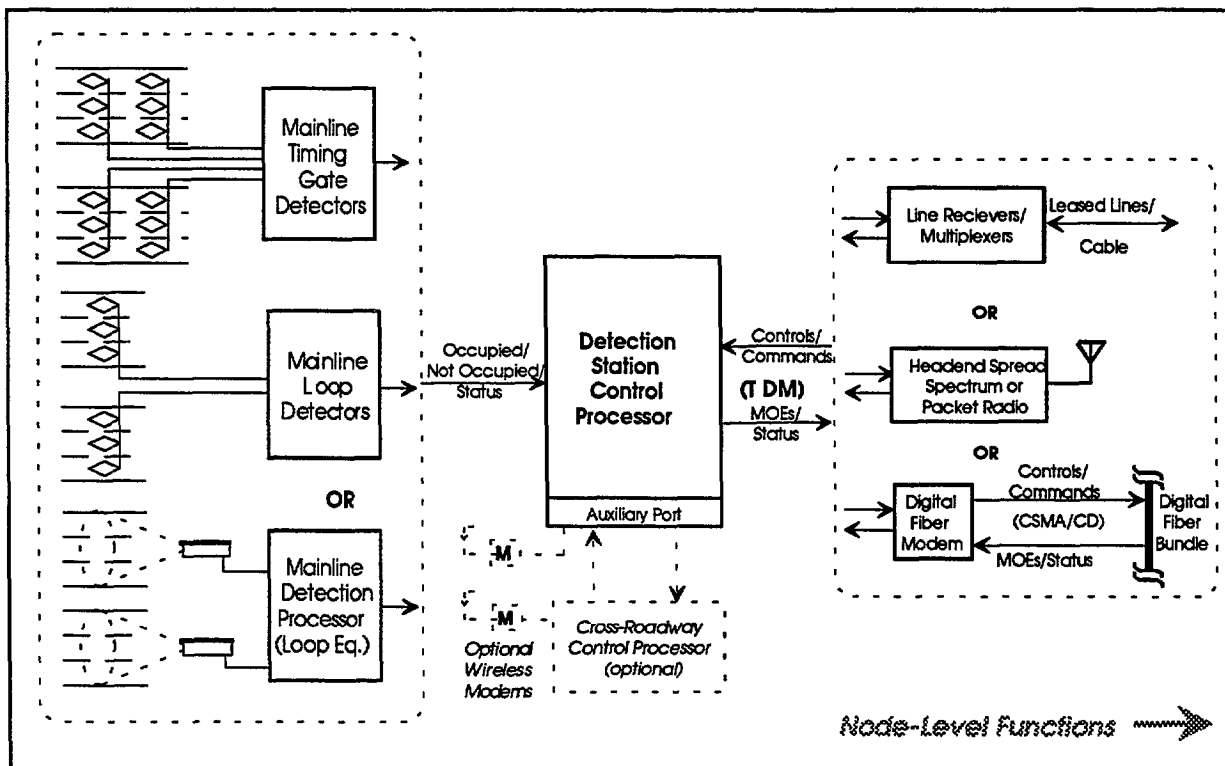 Mainline
Timing
Gate
Detectors
Mainline
Loop
Detectors
OR
Mainline
Detection
Processor
(Loop Eq.)
Occupied/
Not Occupied/
Status
Detection
Station
Control
Processor
Auxiliary Port
M
M
Optional
Wireless
Modems
Cross-Roadway
Control Processor
(optional)
Controls/
Commands
(T DM)
MOEs/
Status
Line Recievers/
Multiplexers
Leased Lines/
Cable
OR
Headend Spread
Spectrum or
Packet Radio
OR
Digital
Fiber
Modem
Controls/
Commands
(CSMA/CD)
MOEs/Status
Digital
Fiber
Bundle
Node-Level Functions